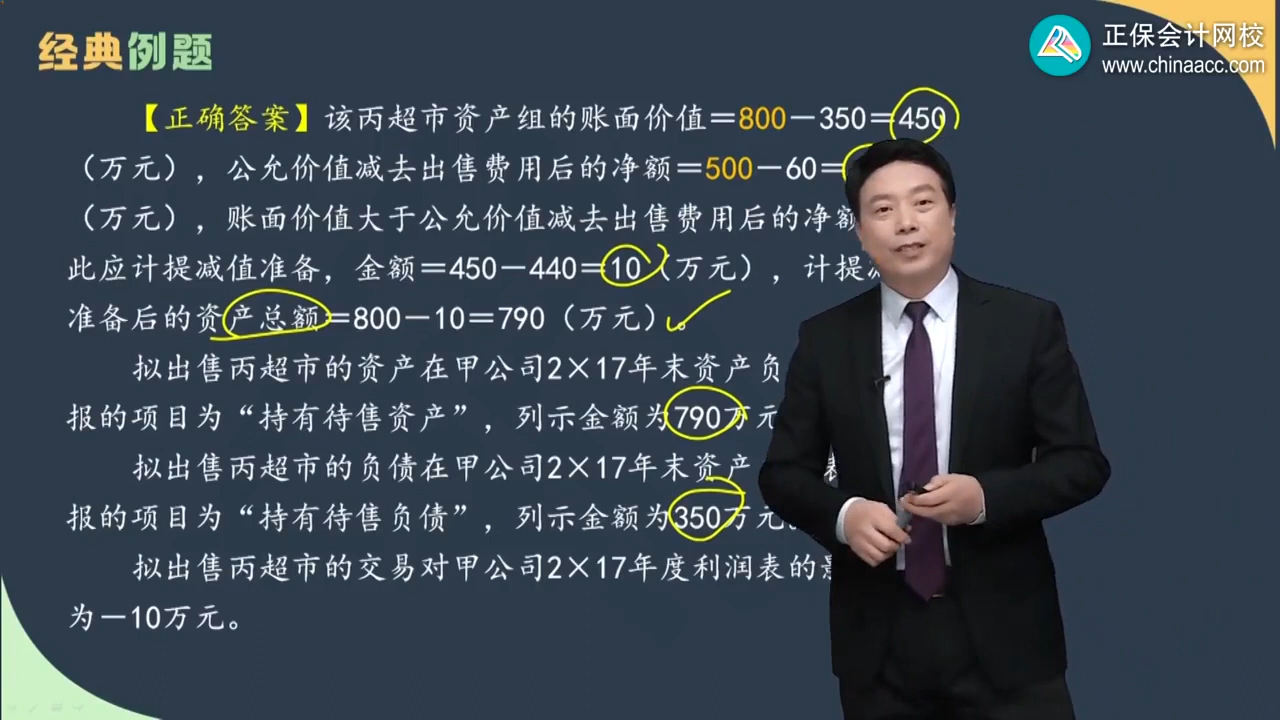 经典例题
正保会计网校
www.chinaacc.com
【正确答案】该丙超市资产组的账面价值＝800－350＝450
（万元），公允价值减去出售费用后的净额＝500－60＝
（万元），账面价值大于公允价值减去出售费用后的净额
此应计提减值准备，金额＝450－440＝10（万元），计提
准备后的资产总额＝800－10＝790（万元）。
拟出售丙超市的资产在甲公司2×17年末资产负
报的项目为“持有待售资产”，列示金额为790万元
拟出售丙超市的负债在甲公司2×17年末资产
报的项目为“持有待售负债”，列示金额为350万元。
拟出售丙超市的交易对甲公司2×17年度利润表的
为－10万元。